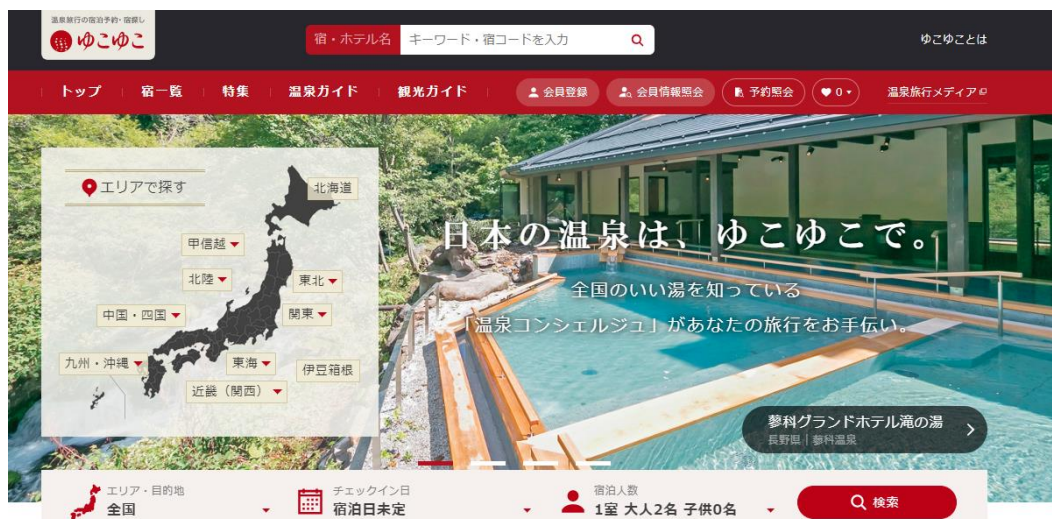 温泉旅行の宿泊予約・宿探し
ゆこゆこ
宿・ホテル名
キーワード・宿コードを入力
ゆこゆことは
トップ
宿一覧
特集
温泉ガイド
観光ガイド
会員登録
会員情報照会
予約照会
0
温泉旅行メディア
エリアで探す
北海道
甲信越
北陸
東北
中国・四国
関東
九州・沖縄
東海
伊豆箱根
近畿（関西）
日本の温泉は、ゆこゆこで。
全国のいい湯を知っている
「温泉コンシェルジュ」があなたの旅行をお手伝い。
蓼科グランドホテル滝の湯
長野県｜蓼科温泉
エリア・目的地
全国
チェックイン日
宿泊日未定
宿泊人数
1室 大人2名 子供0名
検索